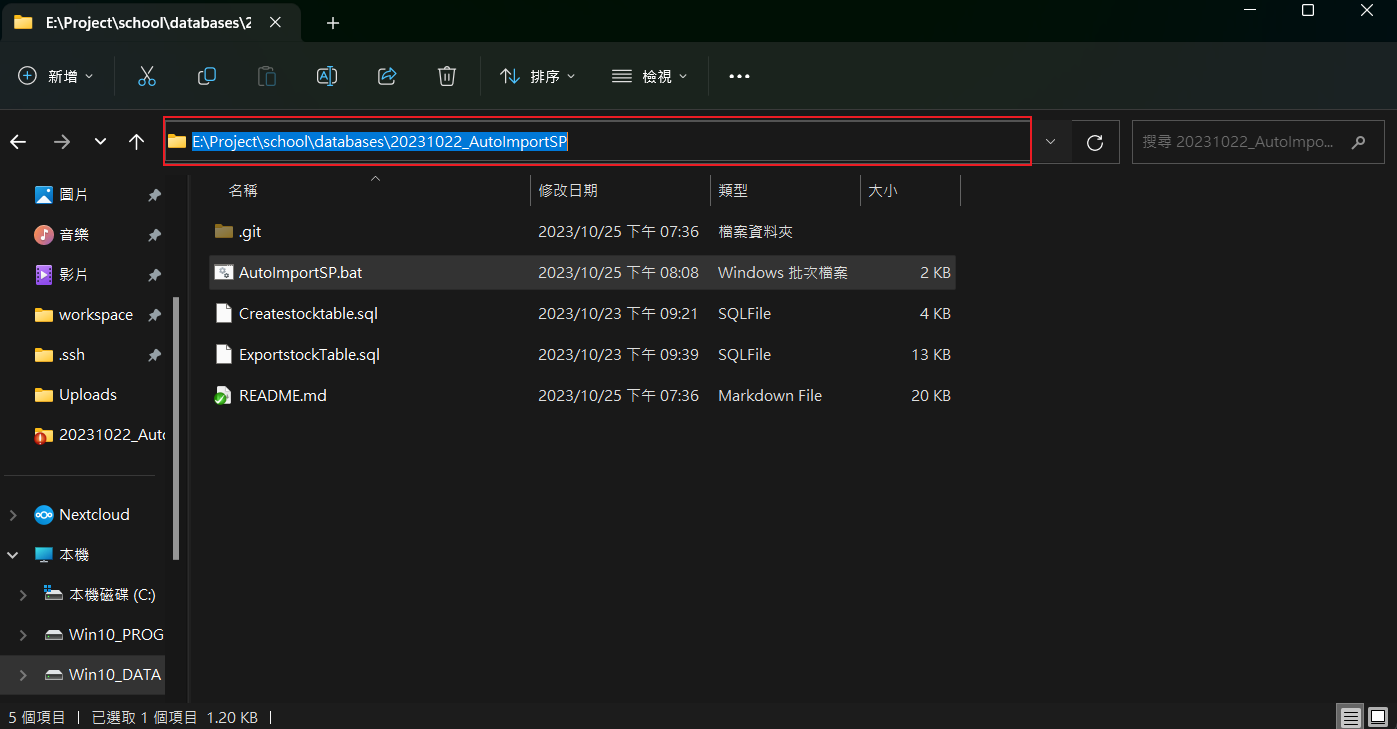 E:\Project\school\databases\2
新增
排序
檢視
E:\Project\school\databases\20231022_AutoImportSP
搜尋 20231022_AutoImpo...
圖片
音樂
影片
workspace
.ssh
Uploads
20231022_Auto
Nextcloud
本機
本機磁碟 (C:)
Win10_PROG
Win10_DATA
名稱 修改日期 類型 大小
.git 2023/10/25 下午 07:36 檔案資料夾
AutoImportSP.bat 2023/10/25 下午 08:08 Windows 批次檔案 2 KB
Createstocktable.sql 2023/10/23 下午 09:21 SQLFile 4 KB
ExportstockTable.sql 2023/10/23 下午 09:39 SQLFile 13 KB
README.md 2023/10/25 下午 07:36 Markdown File 20 KB
5 個項目 | 已選取 1 個項目 1.20 KB |